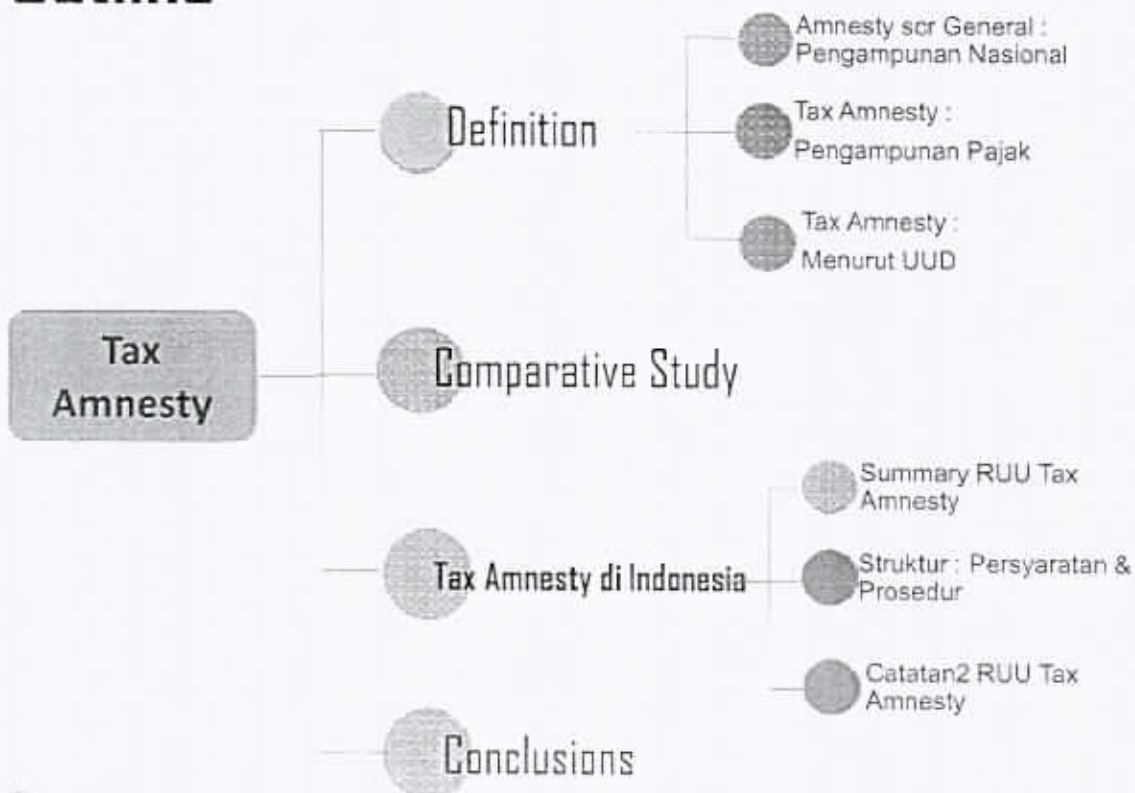 Tax
Amnesty
Definition
Amnesty scr General :
Pengampunan Nasional
Tax Amnesty :
Pengampunan Pajak
Tax Amnesty :
Menurut UUD
Comparative Study
Tax Amnesty di Indonesia
Summary RUU Tax
Amnesty
Struktur : Persyaratan &
Prosedur
Catatan2 RUU Tax
Amnesty
Conclusions